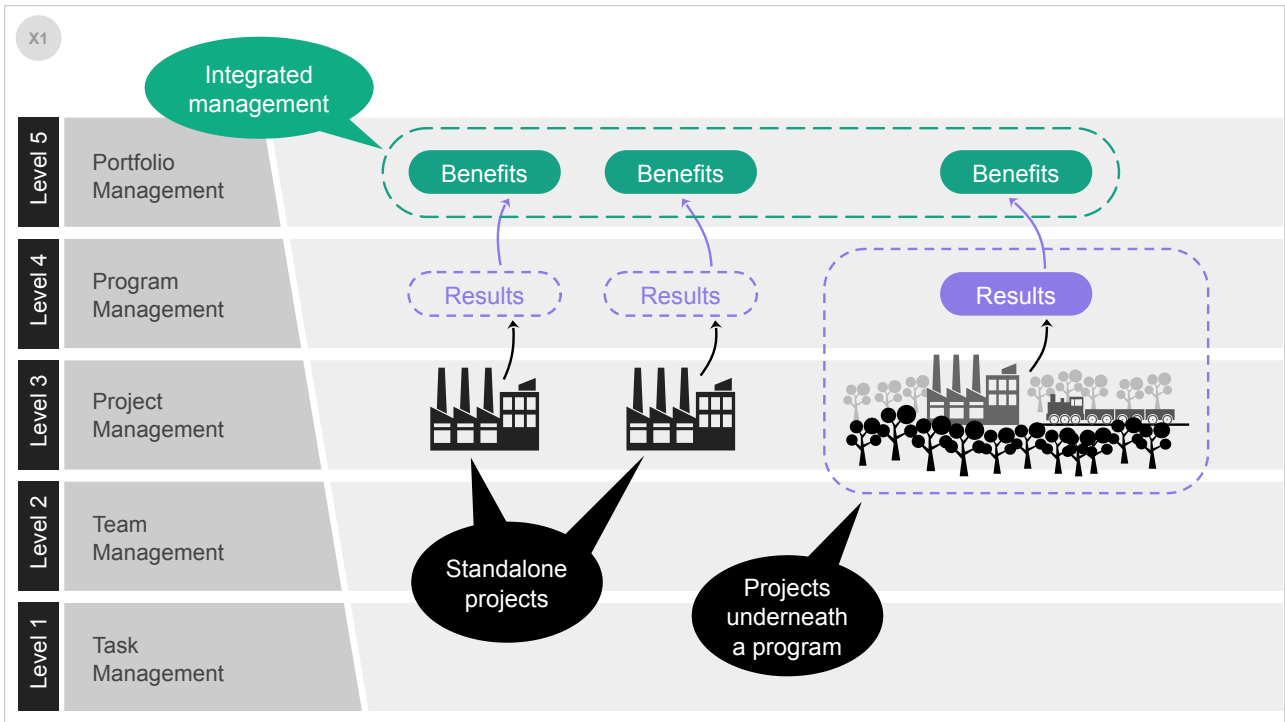 X1
Integrated
management
Level 5
Portfolio
Management
Benefits
Benefits
Benefits
Level 4
Program
Management
Results
Results
Results
Level 3
Project
Management
Level 2
Team
Management
Standalone
projects
Projects
underneath
a program
Level 1
Task
Management